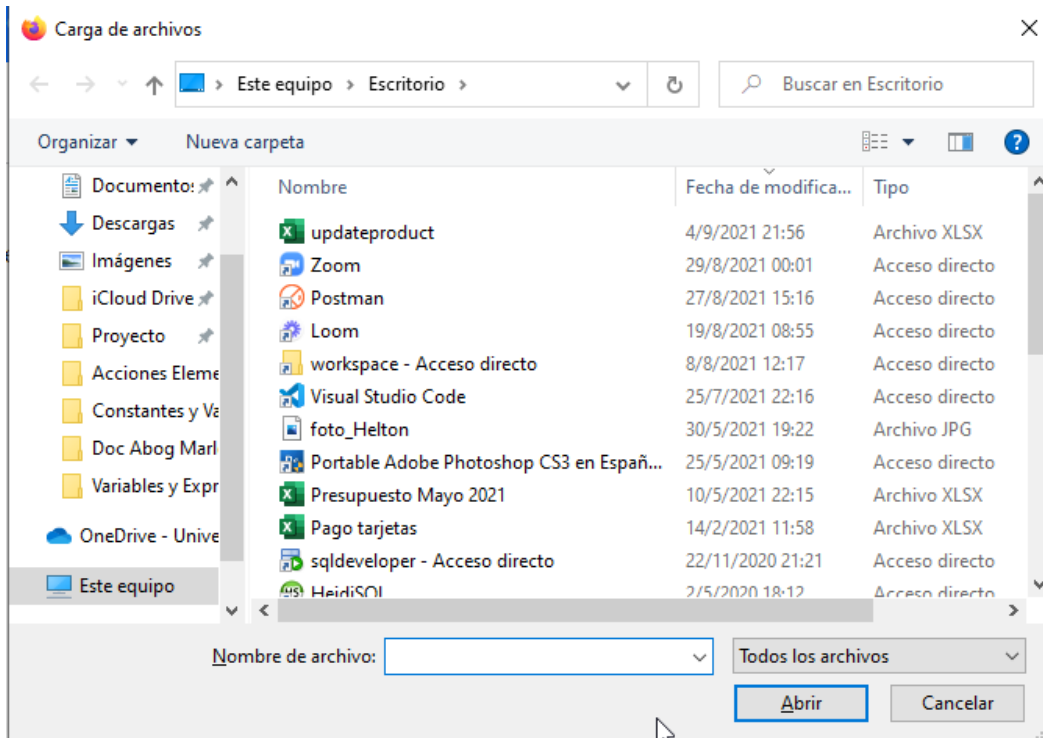 Carga de archivos
Este equipo > Escritorio >
Buscar en Escritorio
Organizar
Nueva carpeta
Documentos
Descargas
Imágenes
iCloud Drive
Proyecto
Acciones Eleme
Constantes y Va
Doc Abog Marl
Variables y Expr
OneDrive - Unive
Este equipo
Nombre Fecha de modifica... Tipo
updateproduct 4/9/2021 21:56 Archivo XLSX
Zoom 29/8/2021 00:01 Acceso directo
Postman 27/8/2021 15:16 Acceso directo
Loom 19/8/2021 08:55 Acceso directo
workspace - Acceso directo 8/8/2021 12:17 Acceso directo
Visual Studio Code 25/7/2021 22:16 Acceso directo
foto_Helton 30/5/2021 19:22 Archivo JPG
Portable Adobe Photoshop CS3 en Españ... 25/5/2021 09:19 Acceso directo
Presupuesto Mayo 2021 10/5/2021 22:15 Archivo XLSX
Pago tarjetas 14/2/2021 11:58 Archivo XLSX
sqldeveloper - Acceso directo 22/11/2020 21:21 Acceso directo
HeidiSQL 2/5/2020 18:12 Acceso directo
Nombre de archivo:
Todos los archivos
Abrir
Cancelar